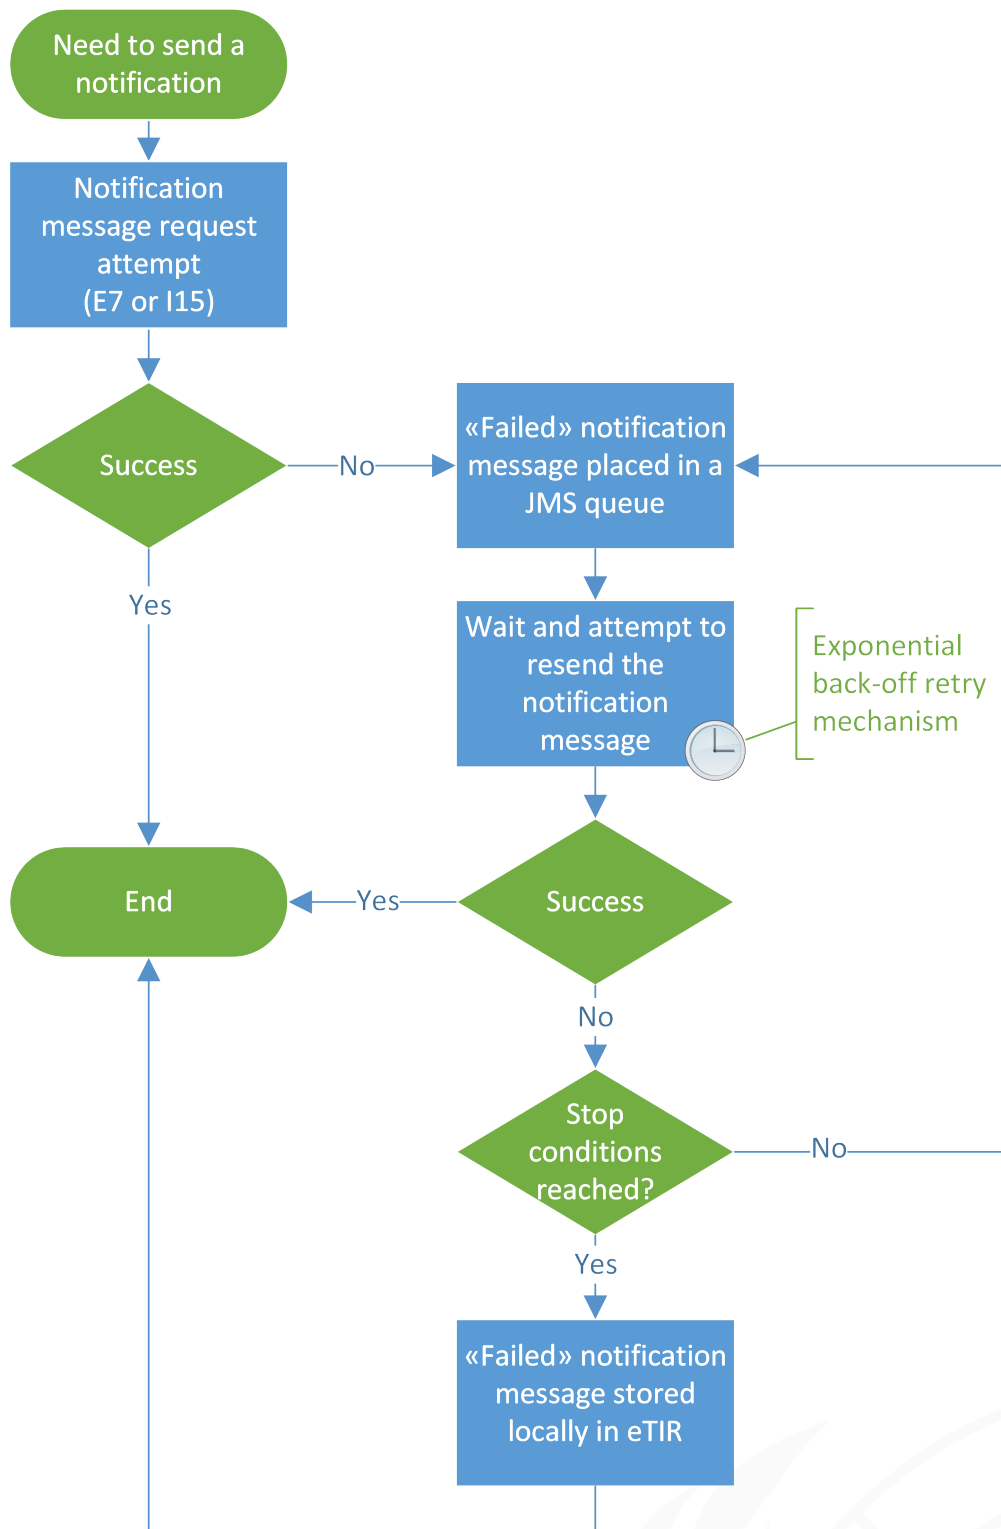 Need to send a
notification
Notification
message request
attempt
(E7 or I15)
Success
No
«Failed» notification
message placed in a
JMS queue
Yes
Wait and attempt to
resend the
notification
message
Exponential
back-off retry
mechanism
End
Yes
Success
No
Stop
conditions
reached?
No
Yes
«Failed» notification
message stored
locally in eTIR